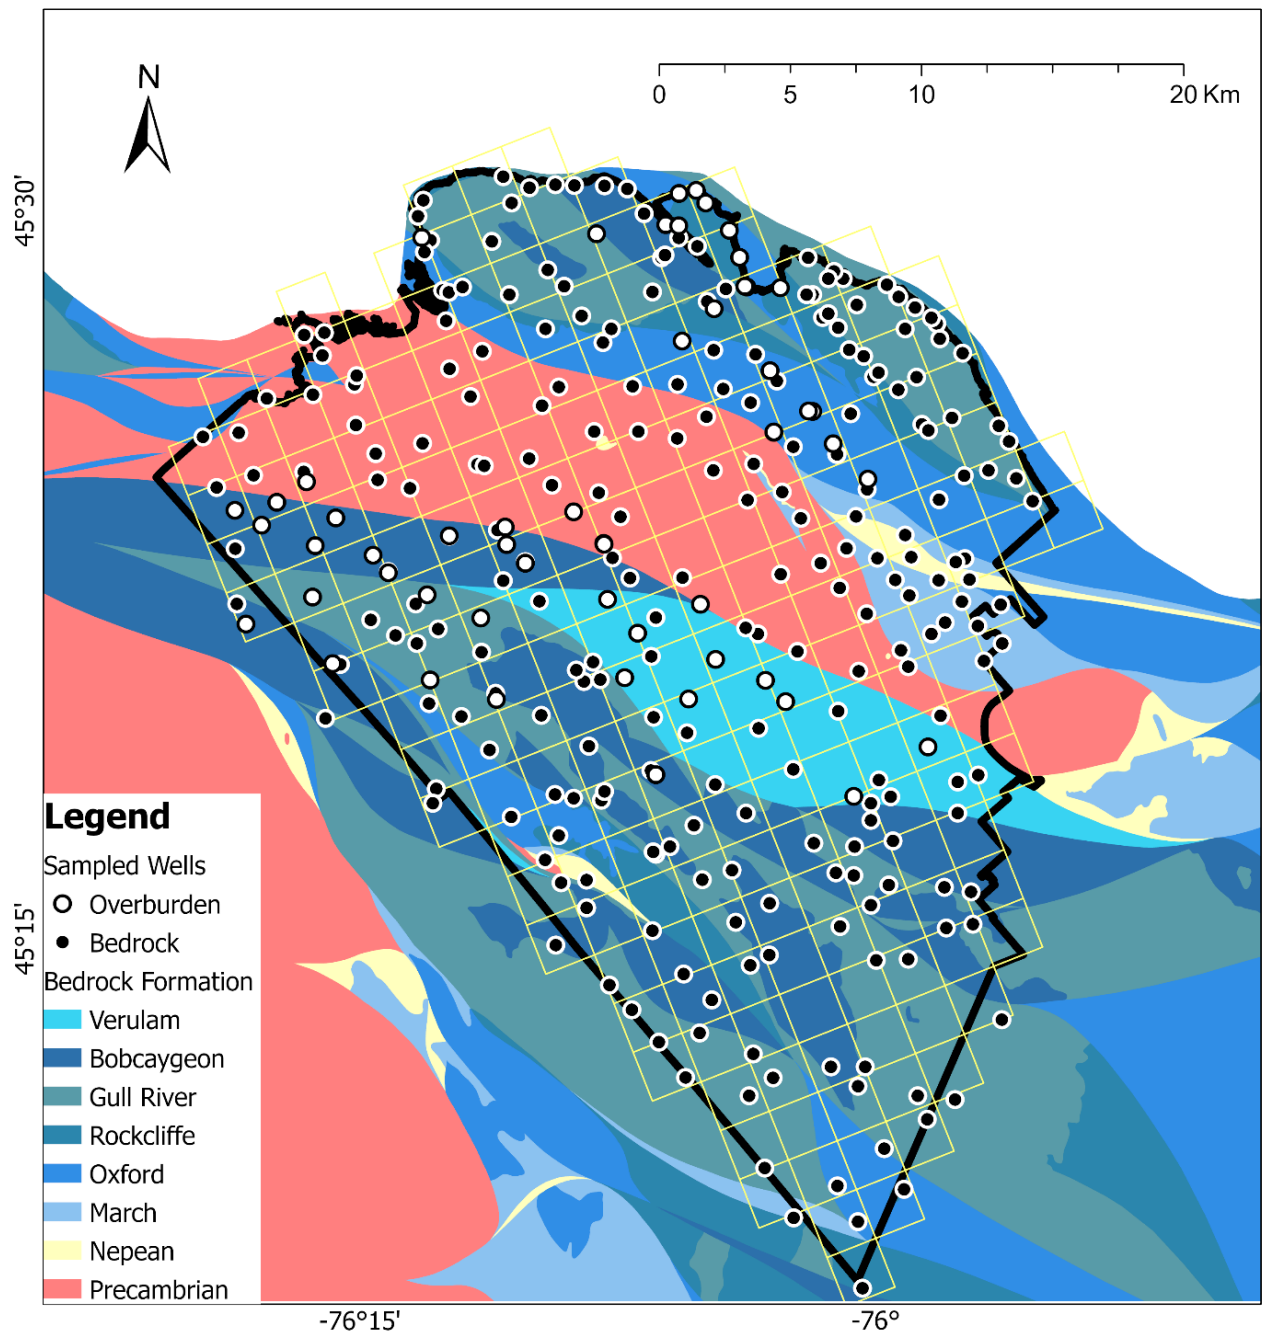 N
0 5 10 20 Km
45°30'
45°15'
Legend
Sampled Wells
Overburden
Bedrock
Bedrock Formation
Verulam
Bobcaygeon
Gull River
Rockcliffe
Oxford
March
Nepean
Precambrian
-76°15' -76°